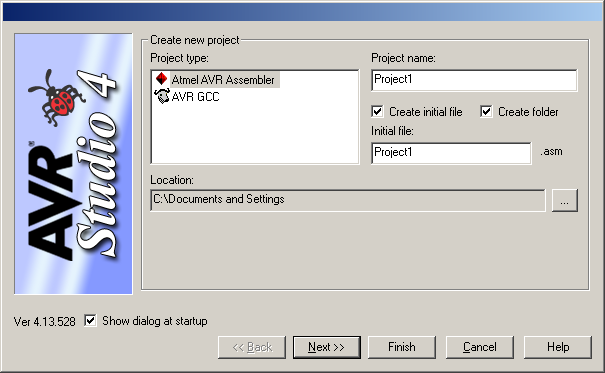 Create new project
Project type:
Project name:
Atmel AVR Assembler
AVR GCC
Project1
Create initial file
Create folder
Initial file:
Project1
.asm
Location:
C:\Documents and Settings
...
AVR
Studio 4
Ver 4.13.528
Show dialog at startup
<< Back
Next >>
Finish
Cancel
Help